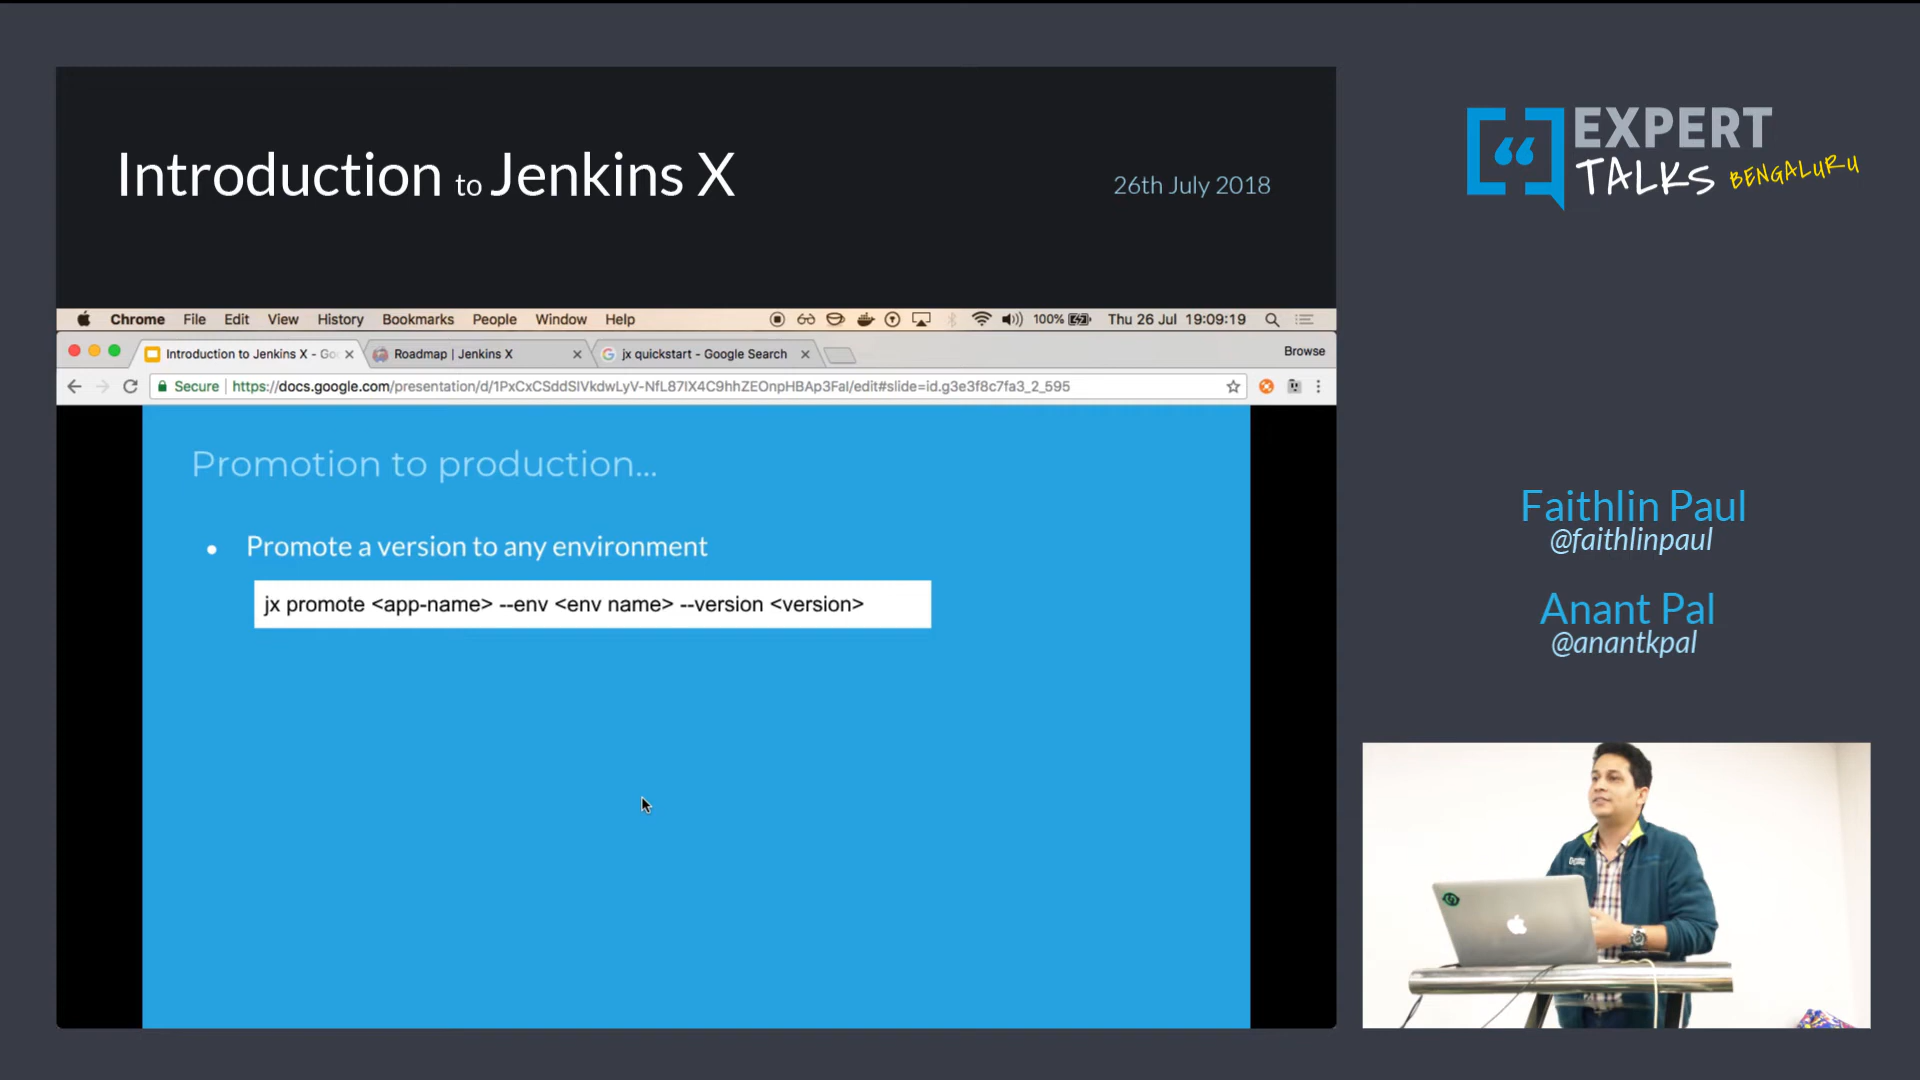 Introduction to Jenkins X
26th July 2018
EXPERT
TALKS BENGALURU
Chrome File Edit View History Bookmarks People Window Help 100% Thu 26 Jul 19:09:19
Introduction to Jenkins X - Go Roadmap | Jenkins X jx quickstart - Google Search Browse
Secure https://docs.google.com/presentation/d/1PxCxCSddSIVkdwLyV-NfL87IX4C9hhZEOnpHBAp3FaI/edit#slide=id.g3e3f8c7fa3_2_595
Promotion to production...
• Promote a version to any environment
jx promote <app-name> --env <env name> --version <version>
Faithlin Paul
@faithlinpaul
Anant Pal
@anantkpal